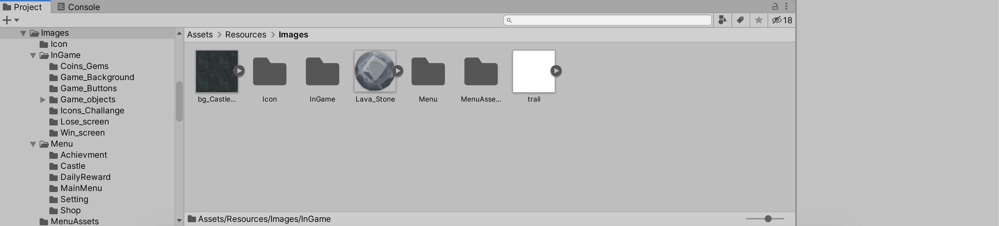 Project
Console
18
Images
Icon
InGame
Coins_Gems
Game_Background
Game_Buttons
Game_objects
Icons_Challange
Lose_screen
Win_screen
Menu
Achievment
Castle
DailyReward
MainMenu
Setting
Shop
MenuAssets
Assets > Resources > Images
bg_Castle...
Icon
InGame
Lava_Stone
Menu
MenuAsse...
trail
Assets/Resources/Images/InGame